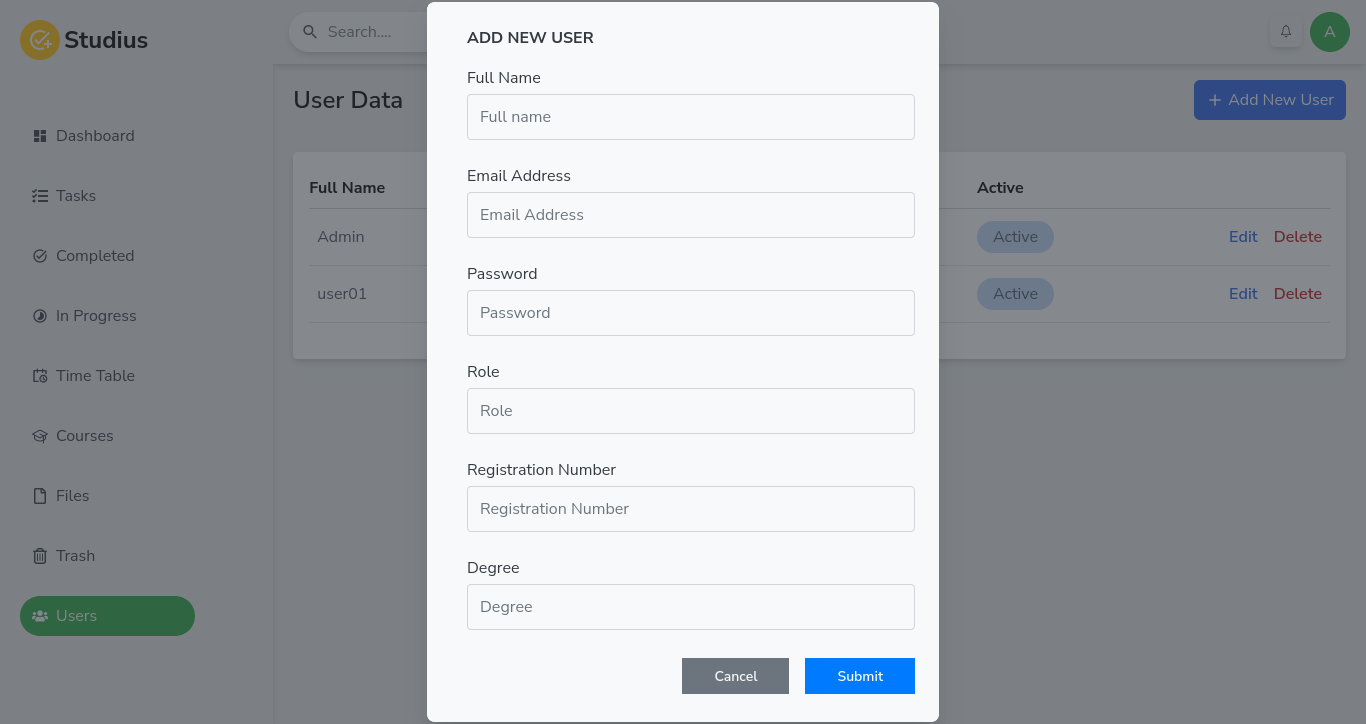 Studius
Search....
A
Dashboard
Tasks
Completed
In Progress
Time Table
Courses
Files
Trash
Users
User Data
+ Add New User
Full Name
Active
Admin
Active
Edit
Delete
user01
Active
Edit
Delete
ADD NEW USER
Full Name
Full name
Email Address
Email Address
Password
Password
Role
Role
Registration Number
Registration Number
Degree
Degree
Cancel
Submit